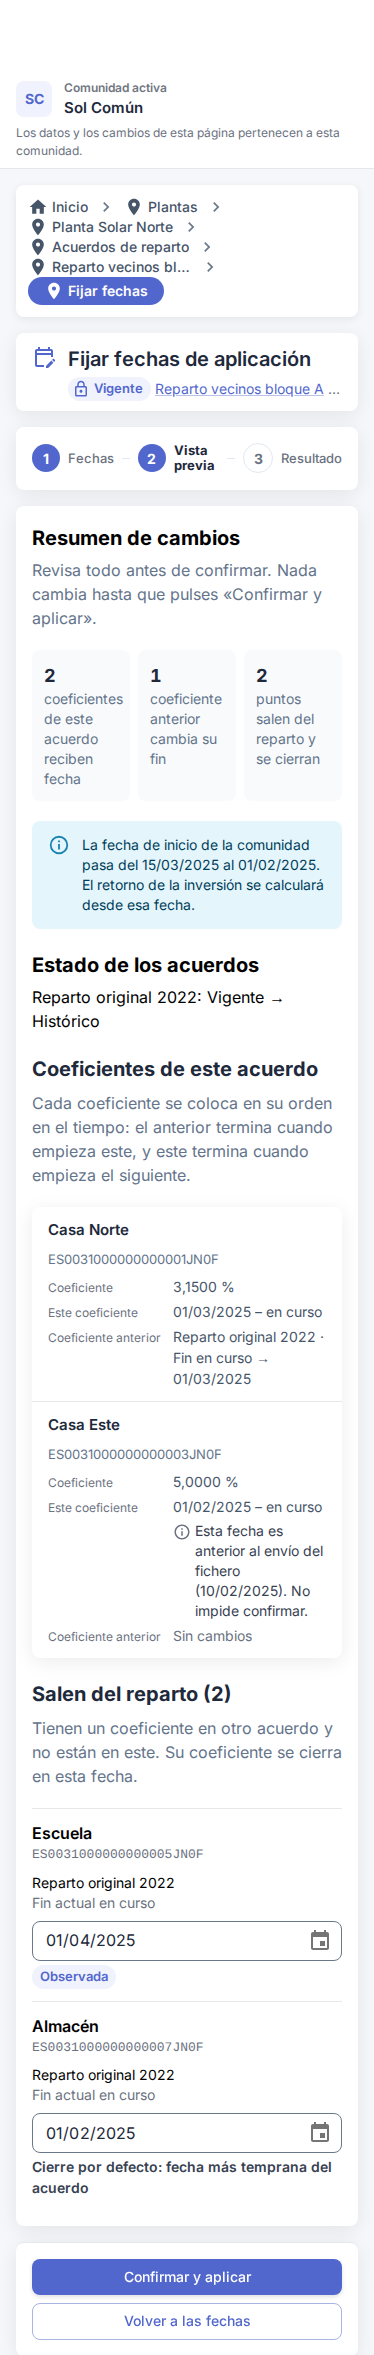 SC
Comunidad activa
Sol Común
Los datos y los cambios de esta página pertenecen a esta
comunidad.
Inicio
Plantas
Planta Solar Norte
Acuerdos de reparto
Reparto vecinos bl...
Fijar fechas
Fijar fechas de aplicación
Vigente
Reparto vecinos bloque A ...
1 Fechas
2 Vista
previa
3 Resultado
Resumen de cambios
Revisa todo antes de confirmar. Nada
cambia hasta que pulses «Confirmar y
aplicar».
2
coeficientes
de este
acuerdo
reciben
fecha
1
coeficiente
anterior
cambia su
fin
2
puntos
salen del
reparto y
se cierran
La fecha de inicio de la comunidad
pasa del 15/03/2025 al 01/02/2025.
El retorno de la inversión se calculará
desde esa fecha.
Estado de los acuerdos
Reparto original 2022: Vigente →
Histórico
Coeficientes de este acuerdo
Cada coeficiente se coloca en su orden
en el tiempo: el anterior termina cuando
empieza este, y este termina cuando
empieza el siguiente.
Casa Norte
ES0031000000000001JN0F
Coeficiente 3,1500 %
Este coeficiente 01/03/2025 – en curso
Coeficiente anterior Reparto original 2022 ·
Fin en curso →
01/03/2025
Casa Este
ES0031000000000003JN0F
Coeficiente 5,0000 %
Este coeficiente 01/02/2025 – en curso
Esta fecha es
anterior al envío del
fichero
(10/02/2025). No
impide confirmar.
Coeficiente anterior Sin cambios
Salen del reparto (2)
Tienen un coeficiente en otro acuerdo y
no están en este. Su coeficiente se cierra
en esta fecha.
Escuela
ES0031000000000005JN0F
Reparto original 2022
Fin actual en curso
01/04/2025
Observada
Almacén
ES0031000000000007JN0F
Reparto original 2022
Fin actual en curso
01/02/2025
Cierre por defecto: fecha más temprana del
acuerdo
Confirmar y aplicar
Volver a las fechas